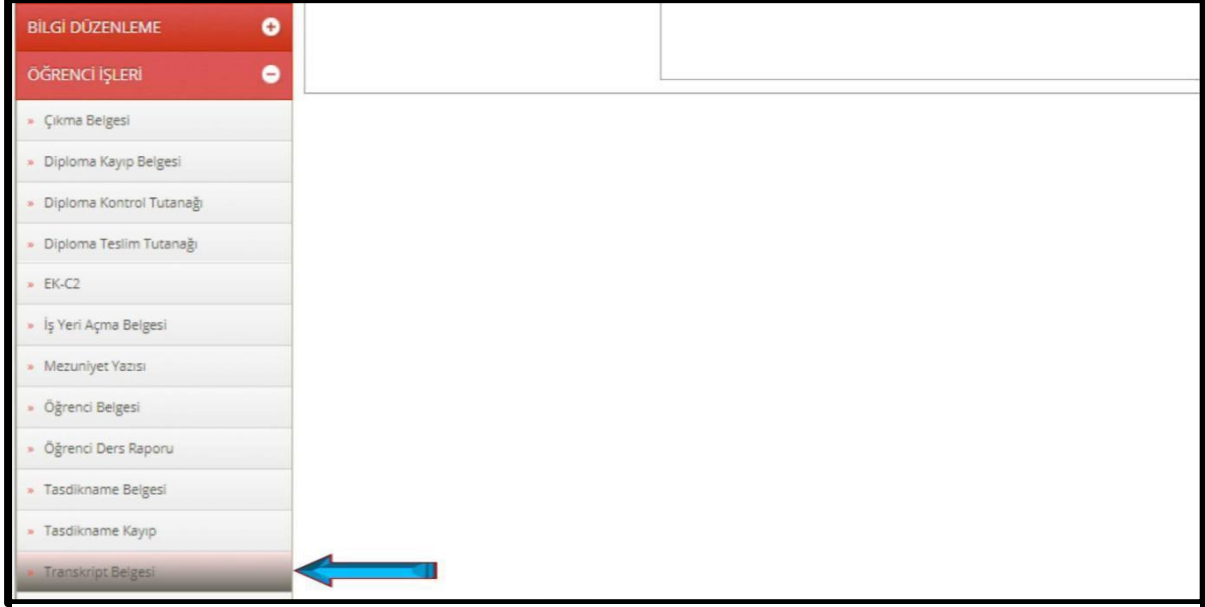 BİLGİ DÜZENLEME
ÖĞRENCİ İŞLERİ
» Çıkma Belgesi
» Diploma Kayıp Belgesi
» Diploma Kontrol Tutanağı
» Diploma Teslim Tutanağı
» EK-C2
» İş Yeri Açma Belgesi
» Mezuniyet Yazısı
» Öğrenci Belgesi
» Öğrenci Ders Raporu
» Tasdikname Belgesi
» Tasdikname Kayıp
» Transkript Belgesi